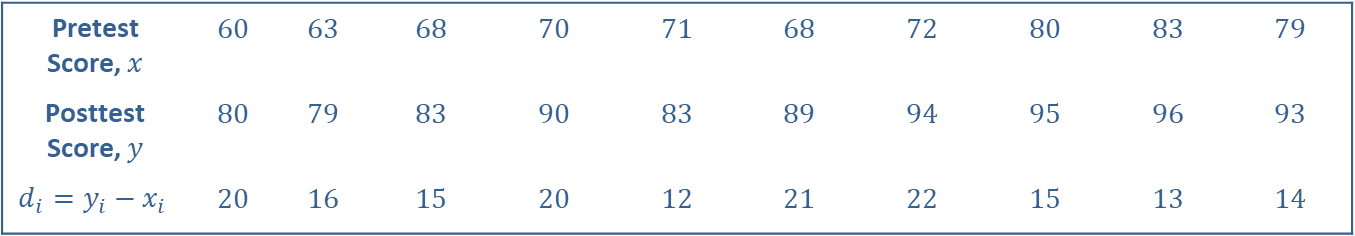 Pretest Score, x 60 63 68 70 71 68 72 80 83 79
Posttest Score, y 80 79 83 90 83 89 94 95 96 93
dᵢ = yᵢ − xᵢ 20 16 15 20 12 21 22 15 13 14